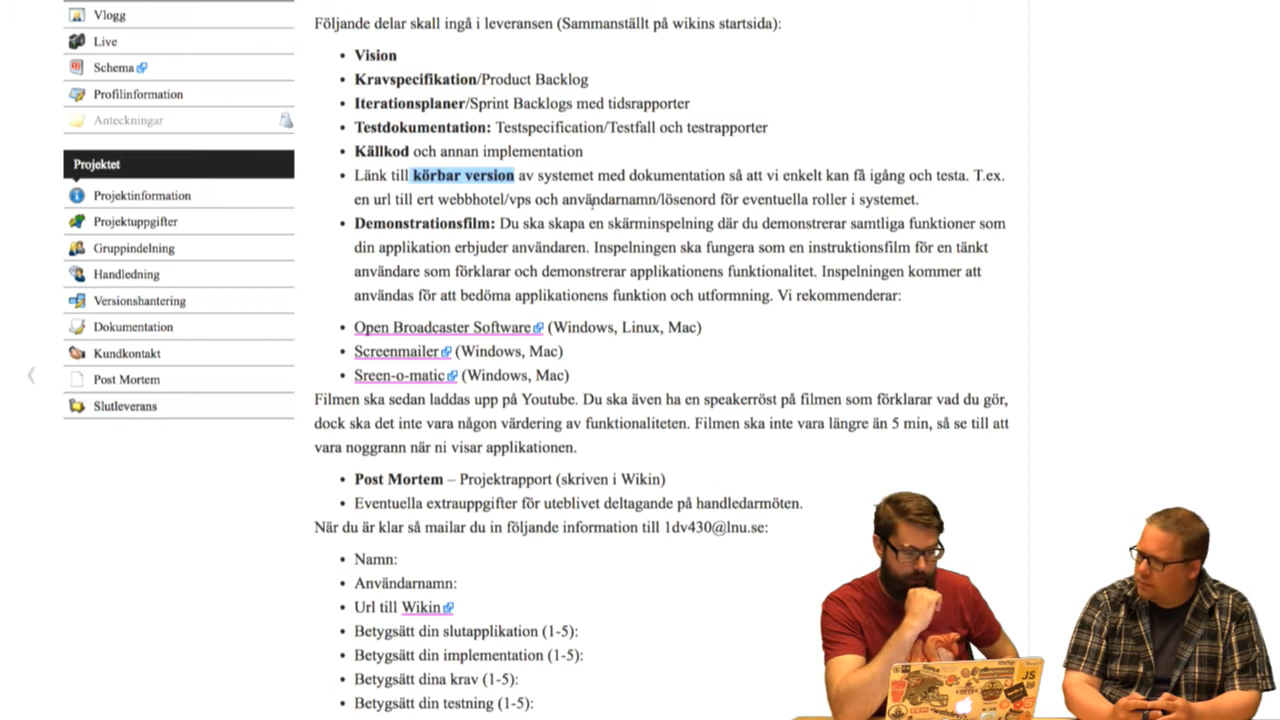 Vlogg
Live
Schema
Profilinformation
Anteckningar
Projektet
Projektinformation
Projektuppgifter
Gruppindelning
Handledning
Versionshantering
Dokumentation
Kundkontakt
Post Mortem
Slutleverans
Följande delar skall ingå i leveransen (Sammanställt på wikins startsida):
• Vision
• Kravspecifikation/Product Backlog
• Iterationsplaner/Sprint Backlogs med tidsrapporter
• Testdokumentation: Testspecification/Testfall och testrapporter
• Källkod och annan implementation
• Länk till körbar version av systemet med dokumentation så att vi enkelt kan få igång och testa. T.ex.
en url till ert webbhotel/vps och användarnamn/lösenord för eventuella roller i systemet.
• Demonstrationsfilm: Du ska skapa en skärminspelning där du demonstrerar samtliga funktioner som
din applikation erbjuder användaren. Inspelningen ska fungera som en instruktionsfilm för en tänkt
användare som förklarar och demonstrerar applikationens funktionalitet. Inspelningen kommer att
användas för att bedöma applikationens funktion och utformning. Vi rekommenderar:
• Open Broadcaster Software (Windows, Linux, Mac)
• Screenmailer (Windows, Mac)
• Sreen-o-matic (Windows, Mac)
Filmen ska sedan laddas upp på Youtube. Du ska även ha en speakerröst på filmen som förklarar vad du gör,
dock ska det inte vara någon värdering av funktionaliteten. Filmen ska inte vara längre än 5 min, så se till att
vara noggrann när ni visar applikationen.
• Post Mortem – Projektrapport (skriven i Wikin)
• Eventuella extrauppgifter för uteblivet deltagande på handledarmöten.
När du är klar så mailar du in följande information till 1dv430@lnu.se:
• Namn:
• Användarnamn:
• Url till Wikin
• Betygsätt din slutapplikation (1-5):
• Betygsätt din implementation (1-5):
• Betygsätt dina krav (1-5):
• Betygsätt din testning (1-5):
JS